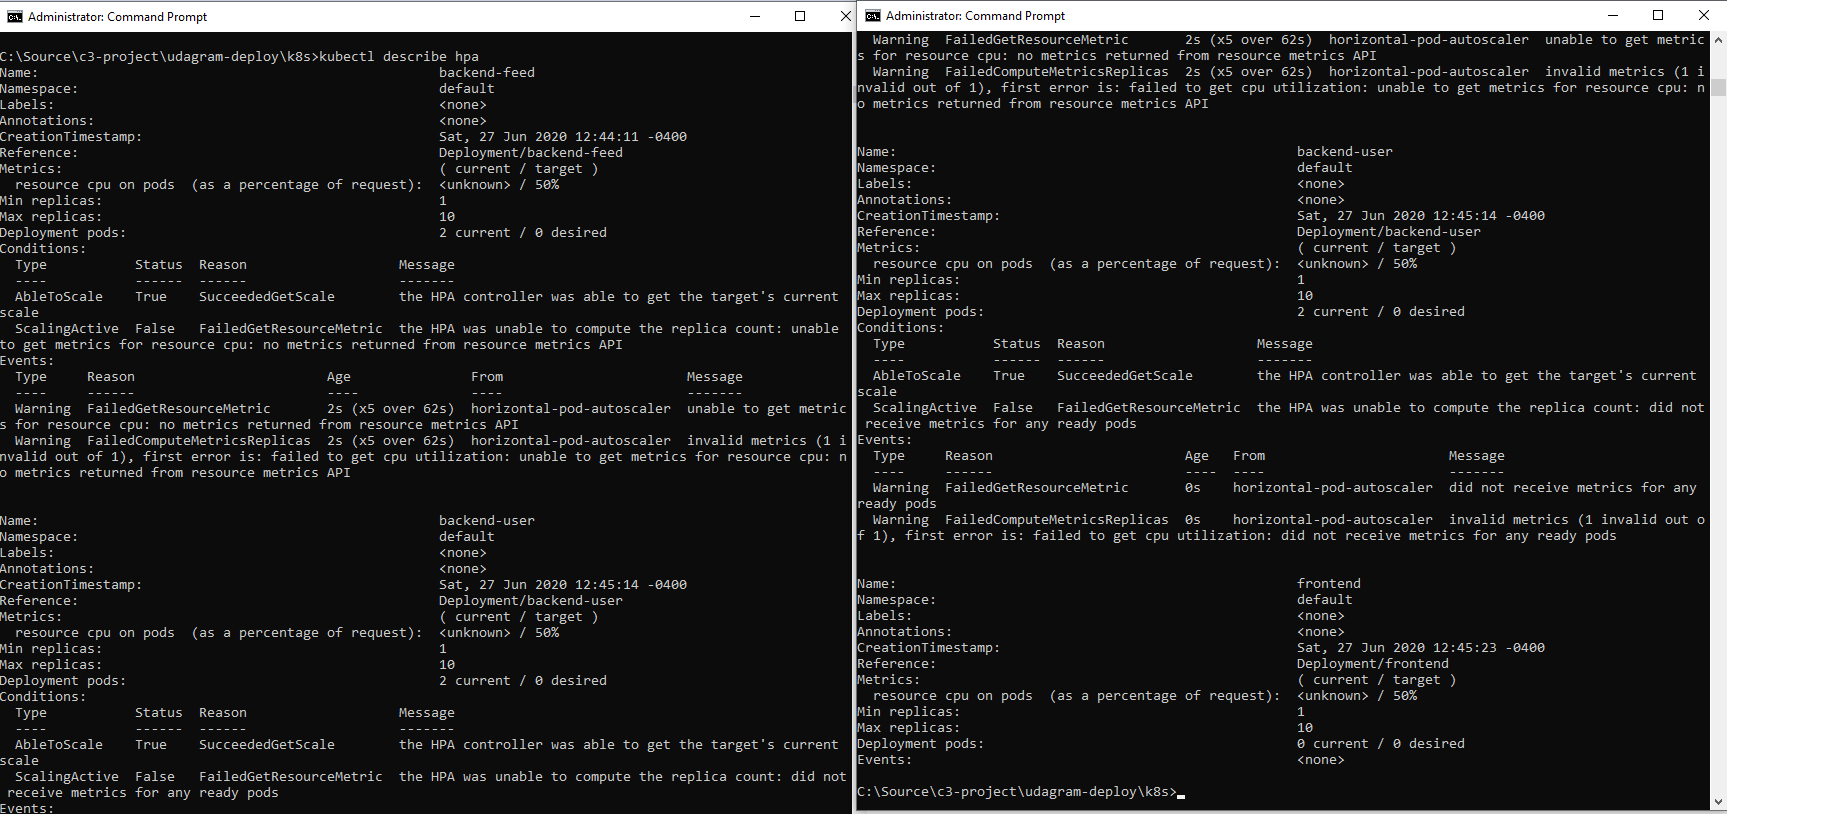 Administrator: Command Prompt
C:\Source\c3-project\udagram-deploy\k8s>kubectl describe hpa
Name: backend-feed
Namespace: default
Labels: <none>
Annotations: <none>
CreationTimestamp: Sat, 27 Jun 2020 12:44:11 -0400
Reference: Deployment/backend-feed
Metrics: ( current / target )
resource cpu on pods (as a percentage of request): <unknown> / 50%
Min replicas: 1
Max replicas: 10
Deployment pods: 2 current / 0 desired
Conditions:
Type Status Reason Message
---- ------ ------ -------
AbleToScale True SucceededGetScale the HPA controller was able to get the target's current
scale
ScalingActive False FailedGetResourceMetric the HPA was unable to compute the replica count: unable
to get metrics for resource cpu: no metrics returned from resource metrics API
Events:
Type Reason Age From Message
---- ------ ---- ---- -------
Warning FailedGetResourceMetric 2s (x5 over 62s) horizontal-pod-autoscaler unable to get metric
s for resource cpu: no metrics returned from resource metrics API
Warning FailedComputeMetricsReplicas 2s (x5 over 62s) horizontal-pod-autoscaler invalid metrics (1 i
nvalid out of 1), first error is: failed to get cpu utilization: unable to get metrics for resource cpu: n
o metrics returned from resource metrics API
Name: backend-user
Namespace: default
Labels: <none>
Annotations: <none>
CreationTimestamp: Sat, 27 Jun 2020 12:45:14 -0400
Reference: Deployment/backend-user
Metrics: ( current / target )
resource cpu on pods (as a percentage of request): <unknown> / 50%
Min replicas: 1
Max replicas: 10
Deployment pods: 2 current / 0 desired
Conditions:
Type Status Reason Message
---- ------ ------ -------
AbleToScale True SucceededGetScale the HPA controller was able to get the target's current
scale
ScalingActive False FailedGetResourceMetric the HPA was unable to compute the replica count: did not
receive metrics for any ready pods
Events:
Administrator: Command Prompt
Warning FailedGetResourceMetric 2s (x5 over 62s) horizontal-pod-autoscaler unable to get metric
s for resource cpu: no metrics returned from resource metrics API
Warning FailedComputeMetricsReplicas 2s (x5 over 62s) horizontal-pod-autoscaler invalid metrics (1 i
nvalid out of 1), first error is: failed to get cpu utilization: unable to get metrics for resource cpu: n
o metrics returned from resource metrics API
Name: backend-user
Namespace: default
Labels: <none>
Annotations: <none>
CreationTimestamp: Sat, 27 Jun 2020 12:45:14 -0400
Reference: Deployment/backend-user
Metrics: ( current / target )
resource cpu on pods (as a percentage of request): <unknown> / 50%
Min replicas: 1
Max replicas: 10
Deployment pods: 2 current / 0 desired
Conditions:
Type Status Reason Message
---- ------ ------ -------
AbleToScale True SucceededGetScale the HPA controller was able to get the target's current
scale
ScalingActive False FailedGetResourceMetric the HPA was unable to compute the replica count: did not
receive metrics for any ready pods
Events:
Type Reason Age From Message
---- ------ ---- ---- -------
Warning FailedGetResourceMetric 0s horizontal-pod-autoscaler did not receive metrics for any
ready pods
Warning FailedComputeMetricsReplicas 0s horizontal-pod-autoscaler invalid metrics (1 invalid out o
f 1), first error is: failed to get cpu utilization: did not receive metrics for any ready pods
Name: frontend
Namespace: default
Labels: <none>
Annotations: <none>
CreationTimestamp: Sat, 27 Jun 2020 12:45:23 -0400
Reference: Deployment/frontend
Metrics: ( current / target )
resource cpu on pods (as a percentage of request): <unknown> / 50%
Min replicas: 1
Max replicas: 10
Deployment pods: 0 current / 0 desired
Events: <none>
C:\Source\c3-project\udagram-deploy\k8s>